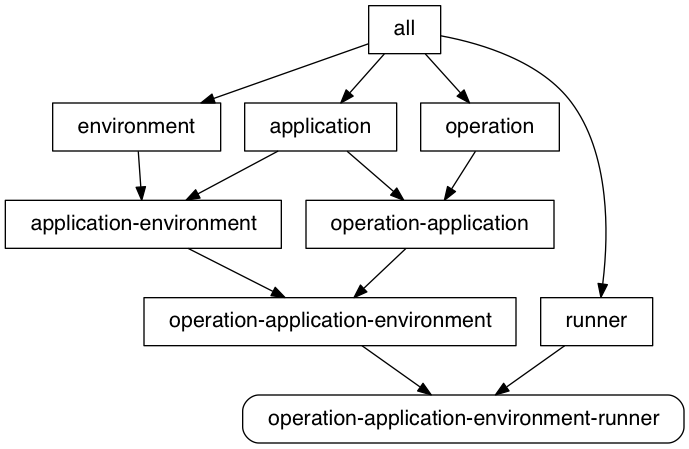 all
environment
application
operation
application-environment
operation-application
operation-application-environment
runner
operation-application-environment-runner